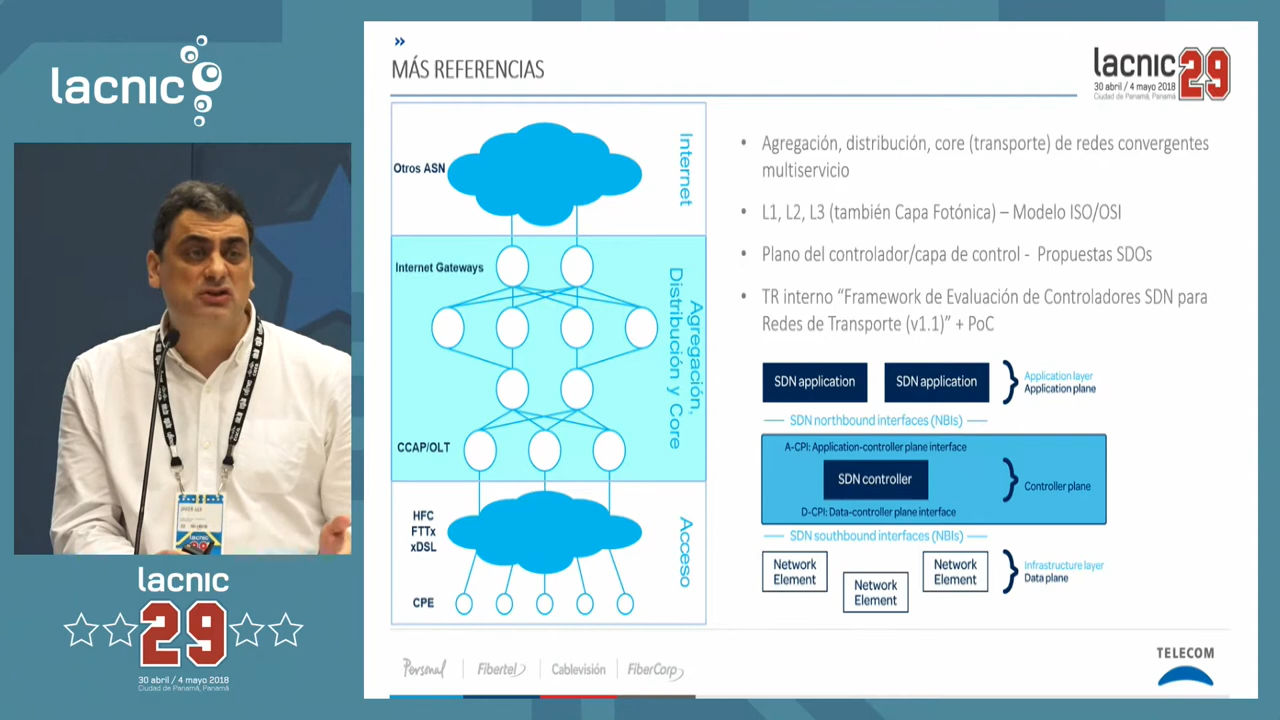 lacnic
lacnic
29
30 abril / 4 mayo 2018
Ciudad de Panamá, Panamá
»
MÁS REFERENCIAS
lacnic 29
30 abril / 4 mayo 2018
Ciudad de Panamá, Panamá
Internet
Otros ASN
Agregación,
Distribución y Core
Internet Gateways
CCAP/OLT
Acceso
HFC
FTTx
xDSL
CPE
• Agregación, distribución, core (transporte) de redes convergentes
multiservicio
• L1, L2, L3 (también Capa Fotónica) – Modelo ISO/OSI
• Plano del controlador/capa de control - Propuestas SDOs
• TR interno “Framework de Evaluación de Controladores SDN para
Redes de Transporte (v1.1)” + PoC
SDN application
SDN application
Application layer
Application plane
SDN northbound interfaces (NBIs)
A-CPI: Application-controller plane interface
SDN controller
Controller plane
D-CPI: Data-controller plane interface
SDN southbound interfaces (NBIs)
Network
Element
Network
Element
Network
Element
Infrastructure layer
Data plane
Personal
Fibertel
Cablevisión
FiberCorp
TELECOM